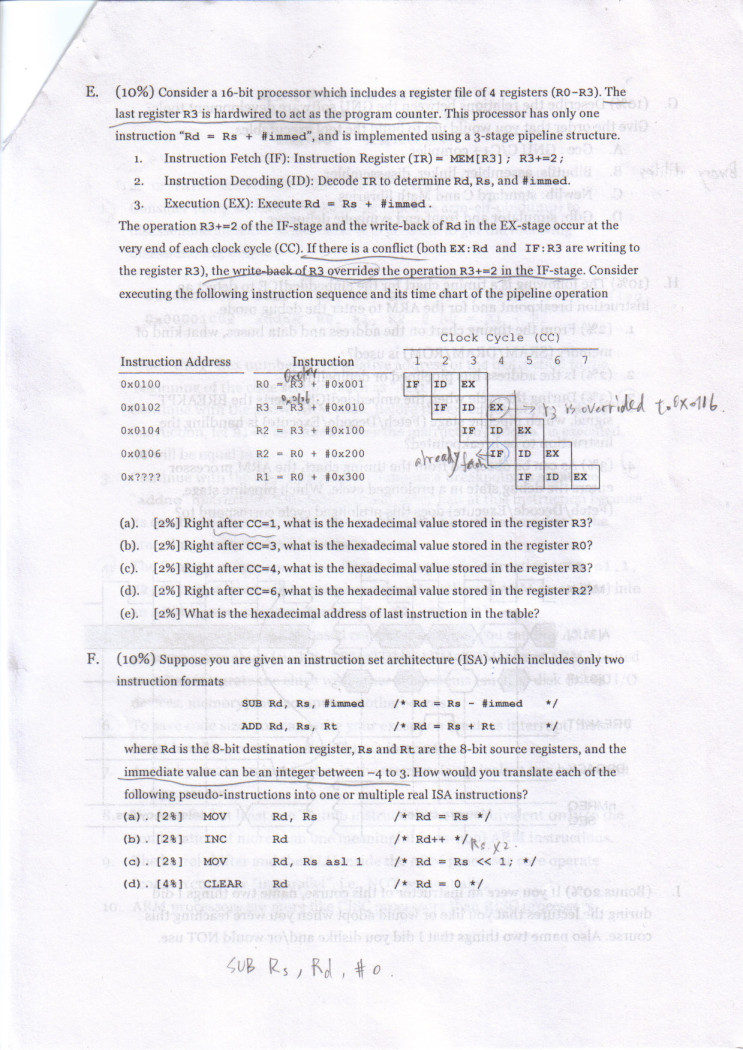 E. (10%) Consider a 16-bit processor which includes a register file of 4 registers (R0-R3). The
last register R3 is hardwired to act as the program counter. This processor has only one
instruction "Rd = Rs + #immed", and is implemented using a 3-stage pipeline structure.
1. Instruction Fetch (IF): Instruction Register (IR) = MEM[R3]; R3+=2;
2. Instruction Decoding (ID): Decode IR to determine Rd, Rs, and #immed.
3. Execution (EX): Execute Rd = Rs + #immed.
The operation R3+=2 of the IF-stage and the write-back of Rd in the EX-stage occur at the
very end of each clock cycle (CC). If there is a conflict (both EX:Rd and IF:R3 are writing to
the register R3), the write-back of R3 overrides the operation R3+=2 in the IF-stage. Consider
executing the following instruction sequence and its time chart of the pipeline operation
Clock Cycle (CC)
Instruction Address Instruction 1 2 3 4 5 6 7
0x0104
0x0100 R0 = R3 + #0x001 IF ID EX
0x0106
0x0102 R3 = R3 + #0x010 IF ID EX → r3 is overrided to 0x0116.
0x0104 R2 = R3 + #0x100 IF ID EX
0x0106 R2 = R0 + #0x200 already IF ID EX
0x???? R1 = R0 + #0x300 IF ID EX
(a). [2%] Right after CC=1, what is the hexadecimal value stored in the register R3?
(b). [2%] Right after CC=3, what is the hexadecimal value stored in the register R0?
(c). [2%] Right after CC=4, what is the hexadecimal value stored in the register R3?
(d). [2%] Right after CC=6, what is the hexadecimal value stored in the register R2?
(e). [2%] What is the hexadecimal address of last instruction in the table?
F. (10%) Suppose you are given an instruction set architecture (ISA) which includes only two
instruction formats
SUB Rd, Rs, #immed /* Rd = Rs - #immed */
ADD Rd, Rs, Rt /* Rd = Rs + Rt */
where Rd is the 8-bit destination register, Rs and Rt are the 8-bit source registers, and the
immediate value can be an integer between -4 to 3. How would you translate each of the
following pseudo-instructions into one or multiple real ISA instructions?
(a). [2%] MOV Rd, Rs /* Rd = Rs */
(b). [2%] INC Rd /* Rd++ */
(c). [2%] MOV Rd, Rs asl 1 /* Rd = Rs << 1; */
(d). [4%] CLEAR Rd /* Rd = 0 */
SUB Rs, Rd, #0.